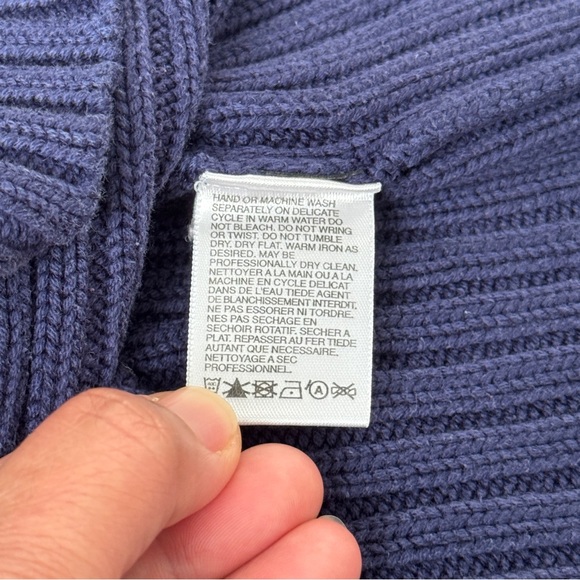 HAND OR MACHINE WASH
SEPARATELY ON DELICATE
CYCLE IN WARM WATER DO
NOT BLEACH. DO NOT WRING
OR TWIST. DO NOT TUMBLE
DRY. DRY FLAT. WARM IRON AS
DESIRED. MAY BE
PROFESSIONALLY DRY CLEAN.
NETTOYER A LA MAIN OU A LA
MACHINE EN CYCLE DELICAT
DANS DE L'EAU TIEDE AGENT
DE BLANCHISSEMENT INTERDIT.
NE PAS ESSORER NI TORDRE.
NES PAS SECHAGE EN
SECHOIR ROTATIF. SECHER A
PLAT. REPASSER AU FER TIEDE
AUTANT QUE NECESSAIRE.
NETTOYAGE A SEC
PROFESSIONNEL.
A